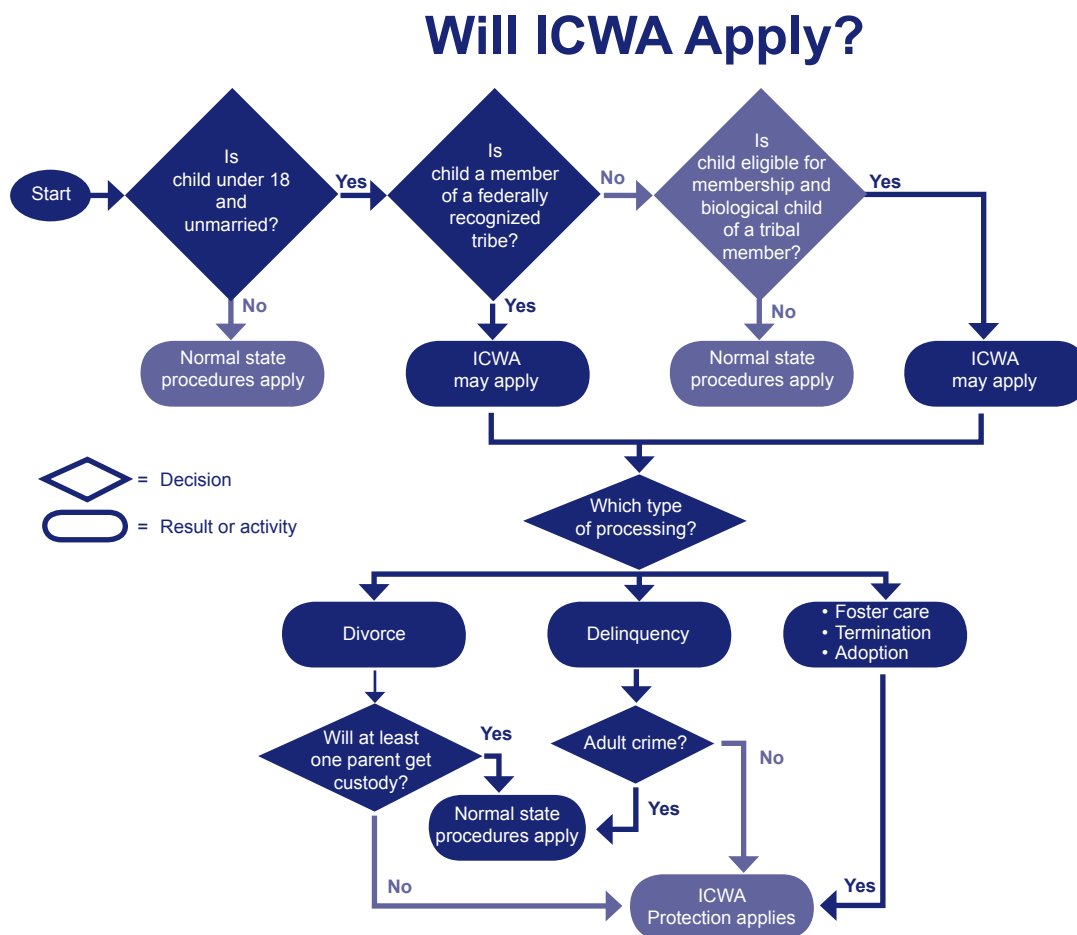 Will ICWA Apply?
Start
Is
child under 18
and
unmarried?
Yes
Is
child a member
of a federally
recognized
tribe?
No
Is
child eligible for
membership and
biological child
of a tribal
member?
Yes
No
Yes
No
Normal state
procedures apply
ICWA
may apply
Normal state
procedures apply
ICWA
may apply
= Decision
= Result or activity
Which type
of processing?
Divorce
Delinquency
• Foster care
• Termination
• Adoption
Will at least
one parent get
custody?
Yes
Adult crime?
No
Normal state
procedures apply
Yes
No
ICWA
Protection applies
Yes